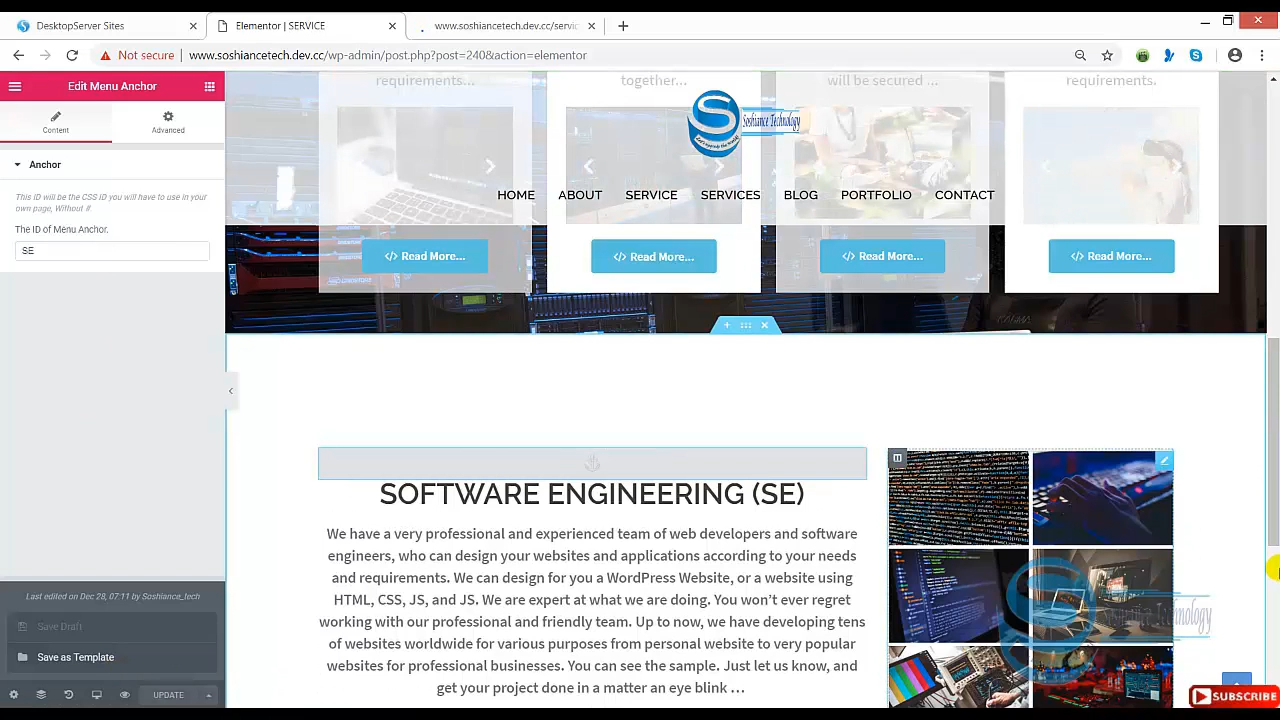 DesktopServer Sites
Elementor | SERVICE
www.soshiancetech.dev.cc/servic
Not secure
www.soshiancetech.dev.cc/wp-admin/post.php?post=240&action=elementor
Edit Menu Anchor
Content
Advanced
Anchor
This ID will be the CSS ID you will have to use in your
own page, Without #.
The ID of Menu Anchor.
SE
Last edited on Dec 28, 07:11 by Soshiance_tech
Save Draft
Save as Template
UPDATE
requirements...
together...
will be secured ...
requirements.
Soshiance Technology
HOME
ABOUT
SERVICE
SERVICES
BLOG
PORTFOLIO
CONTACT
</> Read More...
</> Read More...
</> Read More...
</> Read More...
SOFTWARE ENGINEERING (SE)
We have a very professional and experienced team of web developers and software
engineers, who can design your websites and applications according to your needs
and requirements. We can design for you a WordPress Website, or a website using
HTML, CSS, JS, and JS. We are expert at what we are doing. You won't ever regret
working with our professional and friendly team. Up to now, we have developing tens
of websites worldwide for various purposes from personal website to very popular
websites for professional businesses. You can see the sample. Just let us know, and
get your project done in a matter an eye blink ...
Soshiance Technology
SUBSCRIBE